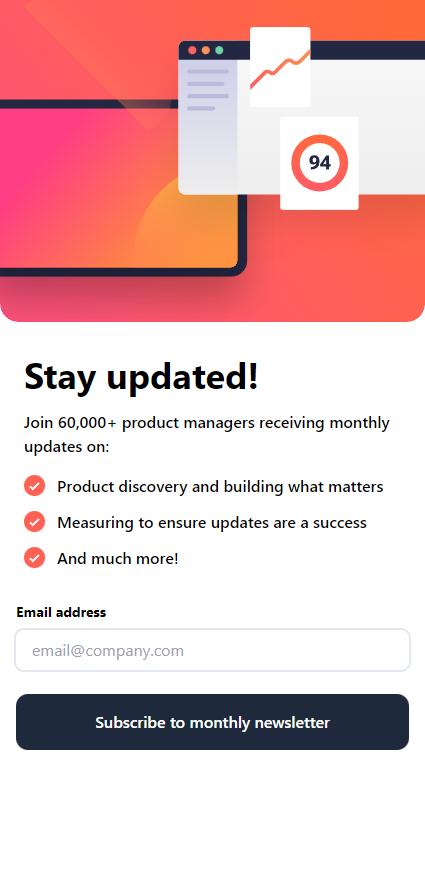 94
Stay updated!
Join 60,000+ product managers receiving monthly
updates on:
Product discovery and building what matters
Measuring to ensure updates are a success
And much more!
Email address
email@company.com
Subscribe to monthly newsletter